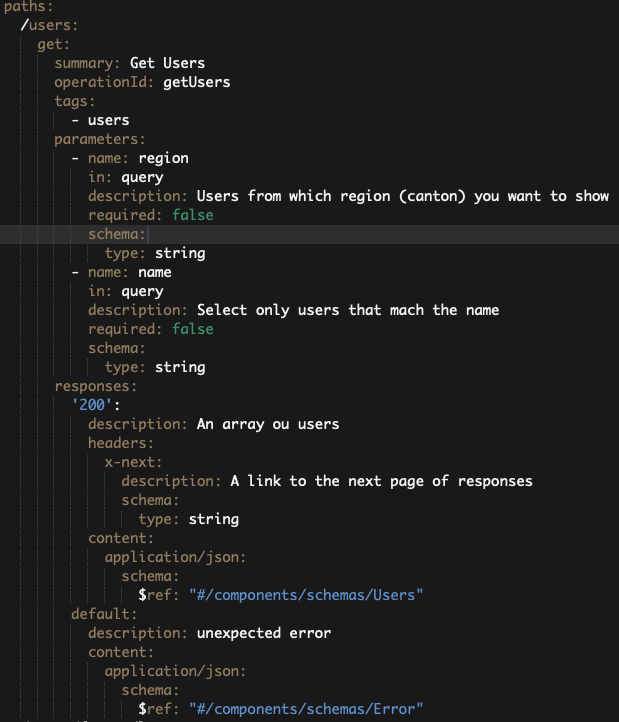 paths:
/users:
get:
summary: Get Users
operationId: getUsers
tags:
- users
parameters:
- name: region
in: query
description: Users from which region (canton) you want to show
required: false
schema:
type: string
- name: name
in: query
description: Select only users that mach the name
required: false
schema:
type: string
responses:
'200':
description: An array ou users
headers:
x-next:
description: A link to the next page of responses
schema:
type: string
content:
application/json:
schema:
$ref: "#/components/schemas/Users"
default:
description: unexpected error
content:
application/json:
schema:
$ref: "#/components/schemas/Error"